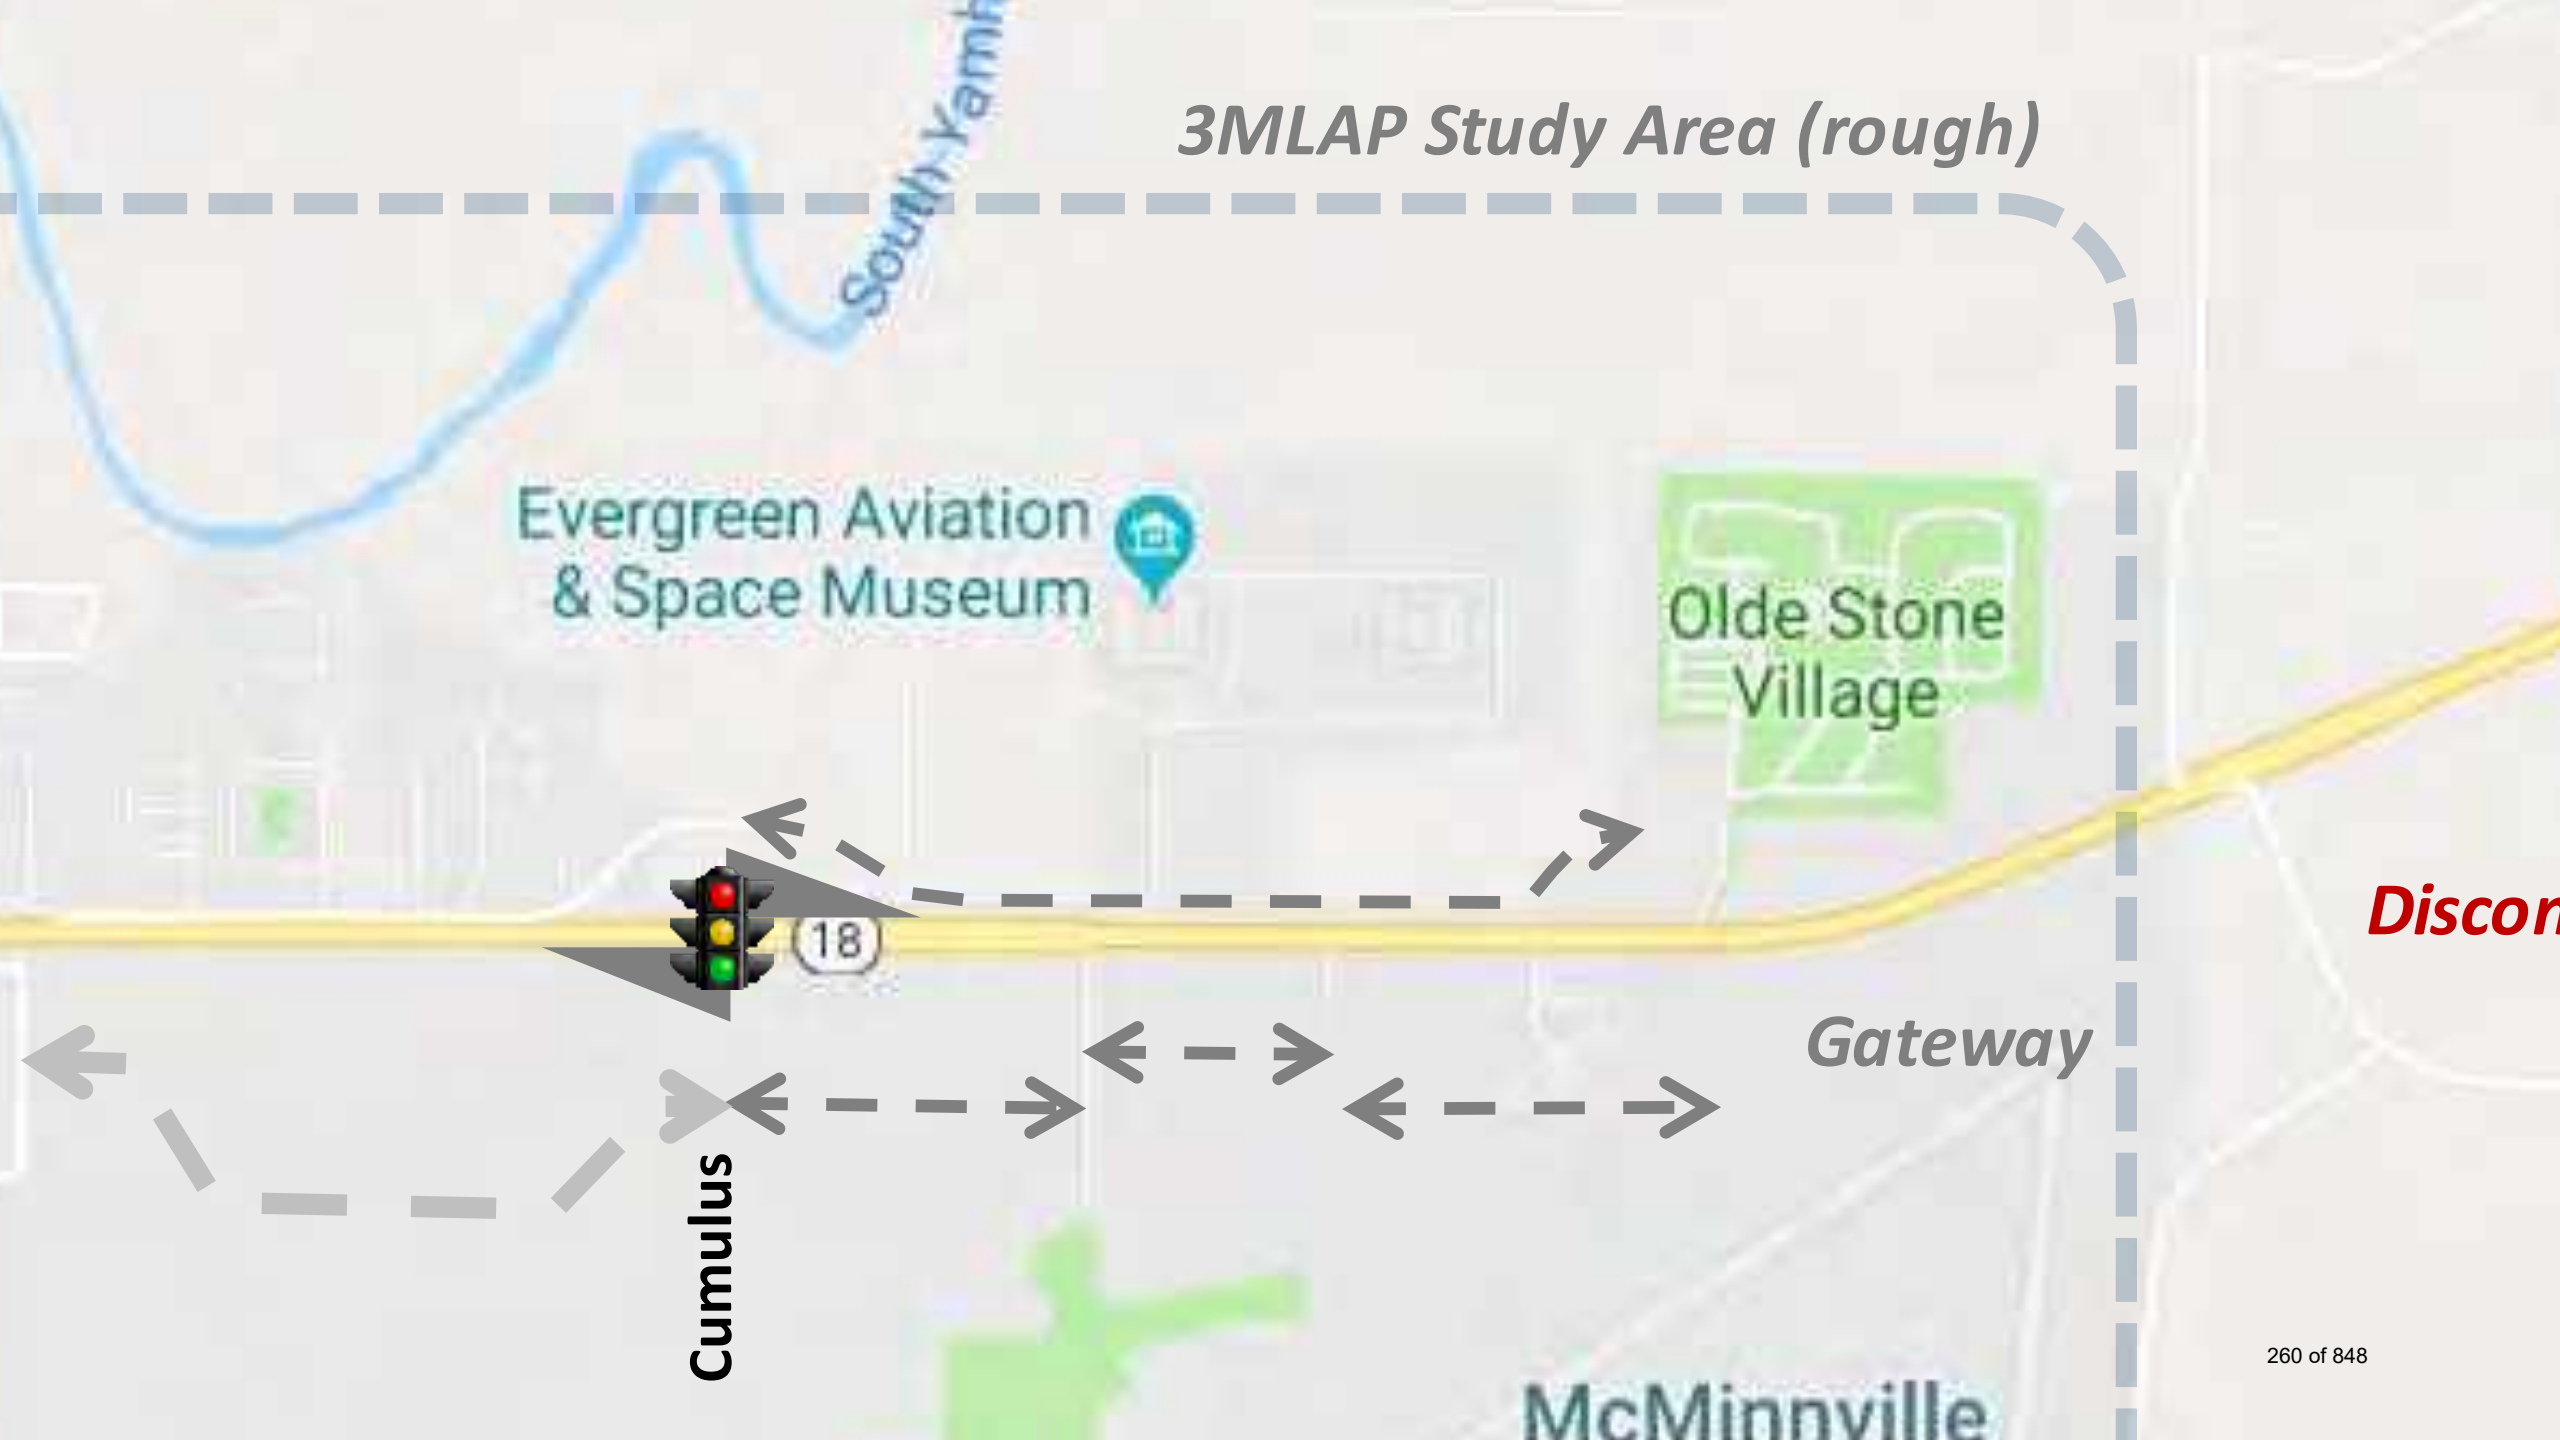 South Yamh
3MLAP Study Area (rough)
Evergreen Aviation
& Space Museum
Olde Stone
Village
18
Gateway
Cumulus
260 of 848
McMinnville